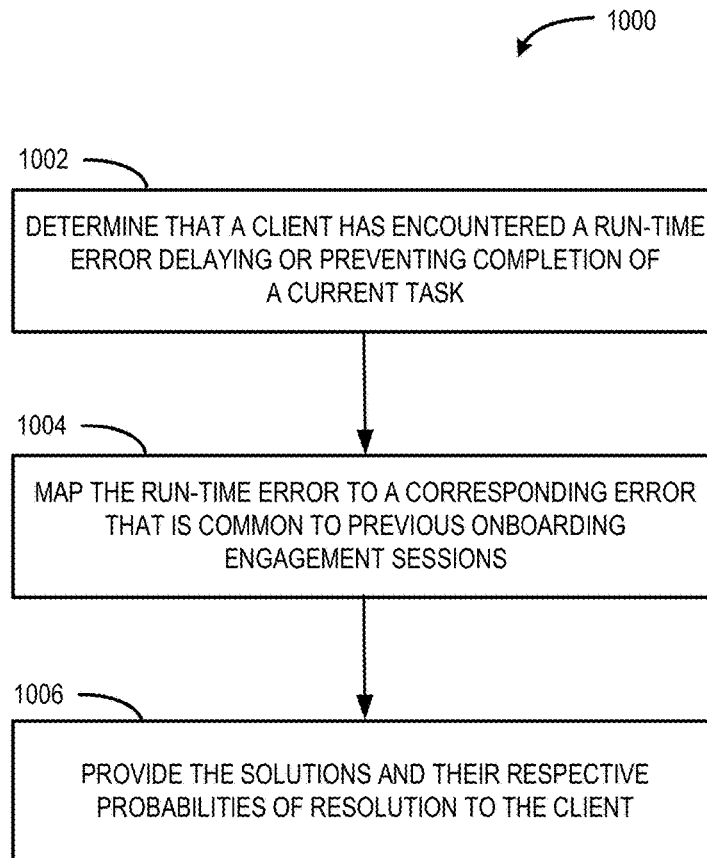 1000
1002
DETERMINE THAT A CLIENT HAS ENCOUNTERED A RUN-TIME
ERROR DELAYING OR PREVENTING COMPLETION OF
A CURRENT TASK
1004
MAP THE RUN-TIME ERROR TO A CORRESPONDING ERROR
THAT IS COMMON TO PREVIOUS ONBOARDING
ENGAGEMENT SESSIONS
1006
PROVIDE THE SOLUTIONS AND THEIR RESPECTIVE
PROBABILITIES OF RESOLUTION TO THE CLIENT